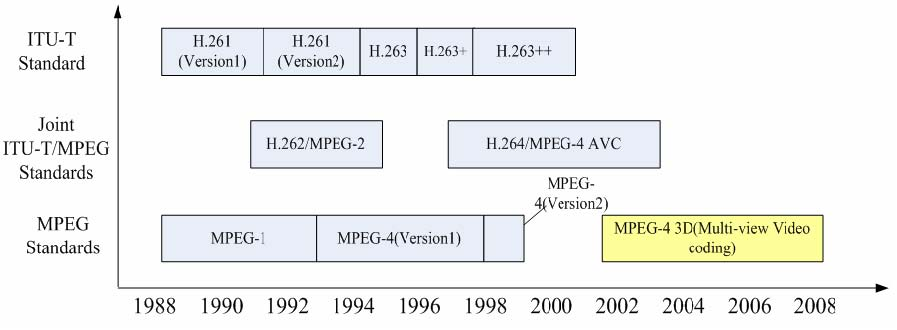 ITU-T
Standard
H.261
(Version1)
H.261
(Version2)
H.263
H.263+
H.263++
Joint
ITU-T/MPEG
Standards
H.262/MPEG-2
H.264/MPEG-4 AVC
MPEG-
4(Version2)
MPEG
Standards
MPEG-1
MPEG-4(Version1)
MPEG-4 3D(Multi-view Video
coding)
1988 1990 1992 1994 1996 1998 2000 2002 2004 2006 2008